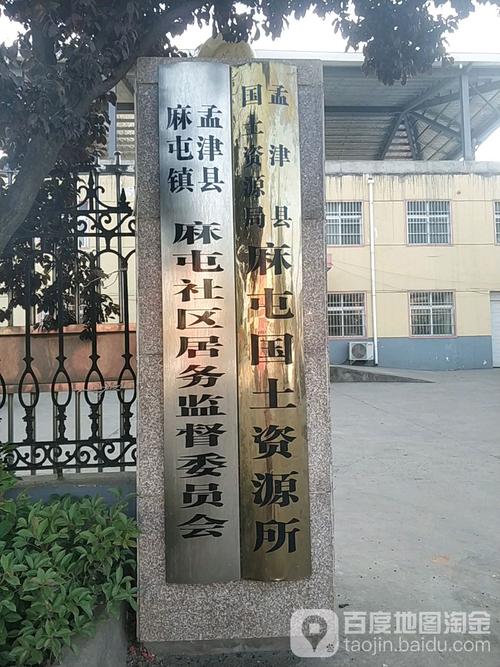 孟津县
麻屯镇
麻屯社区居务监督委员会
孟津县
国土资源局
麻屯国土资源所
百度地图淘金
taojin.baidu.com